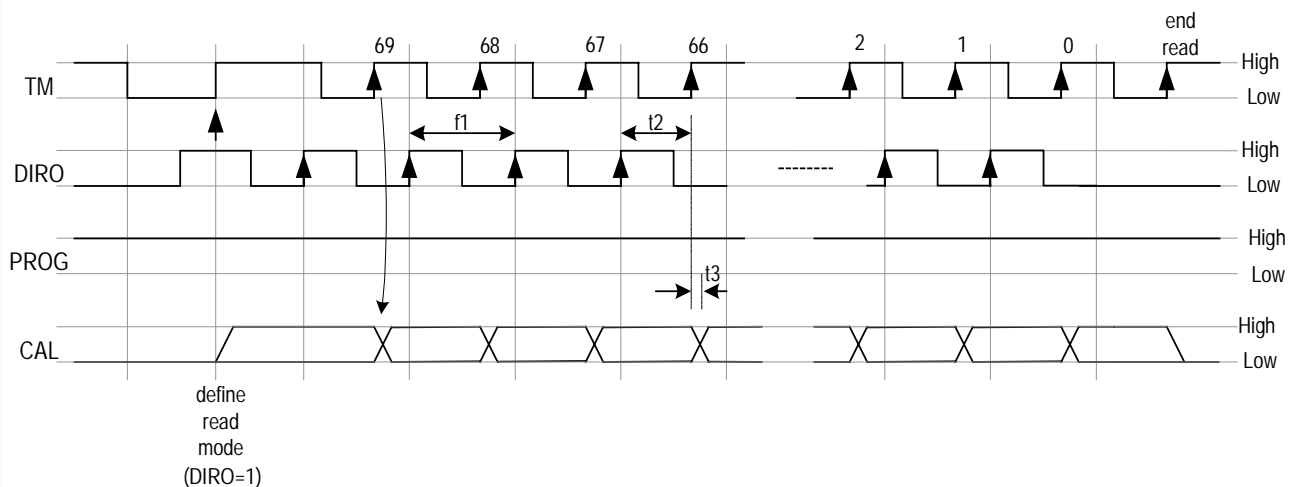 end
69 68 67 66 2 1 0 read
TM High
Low
f1 t2
DIRO High
Low
PROG High
Low
t3
CAL High
Low
define
read
mode
(DIRO=1)